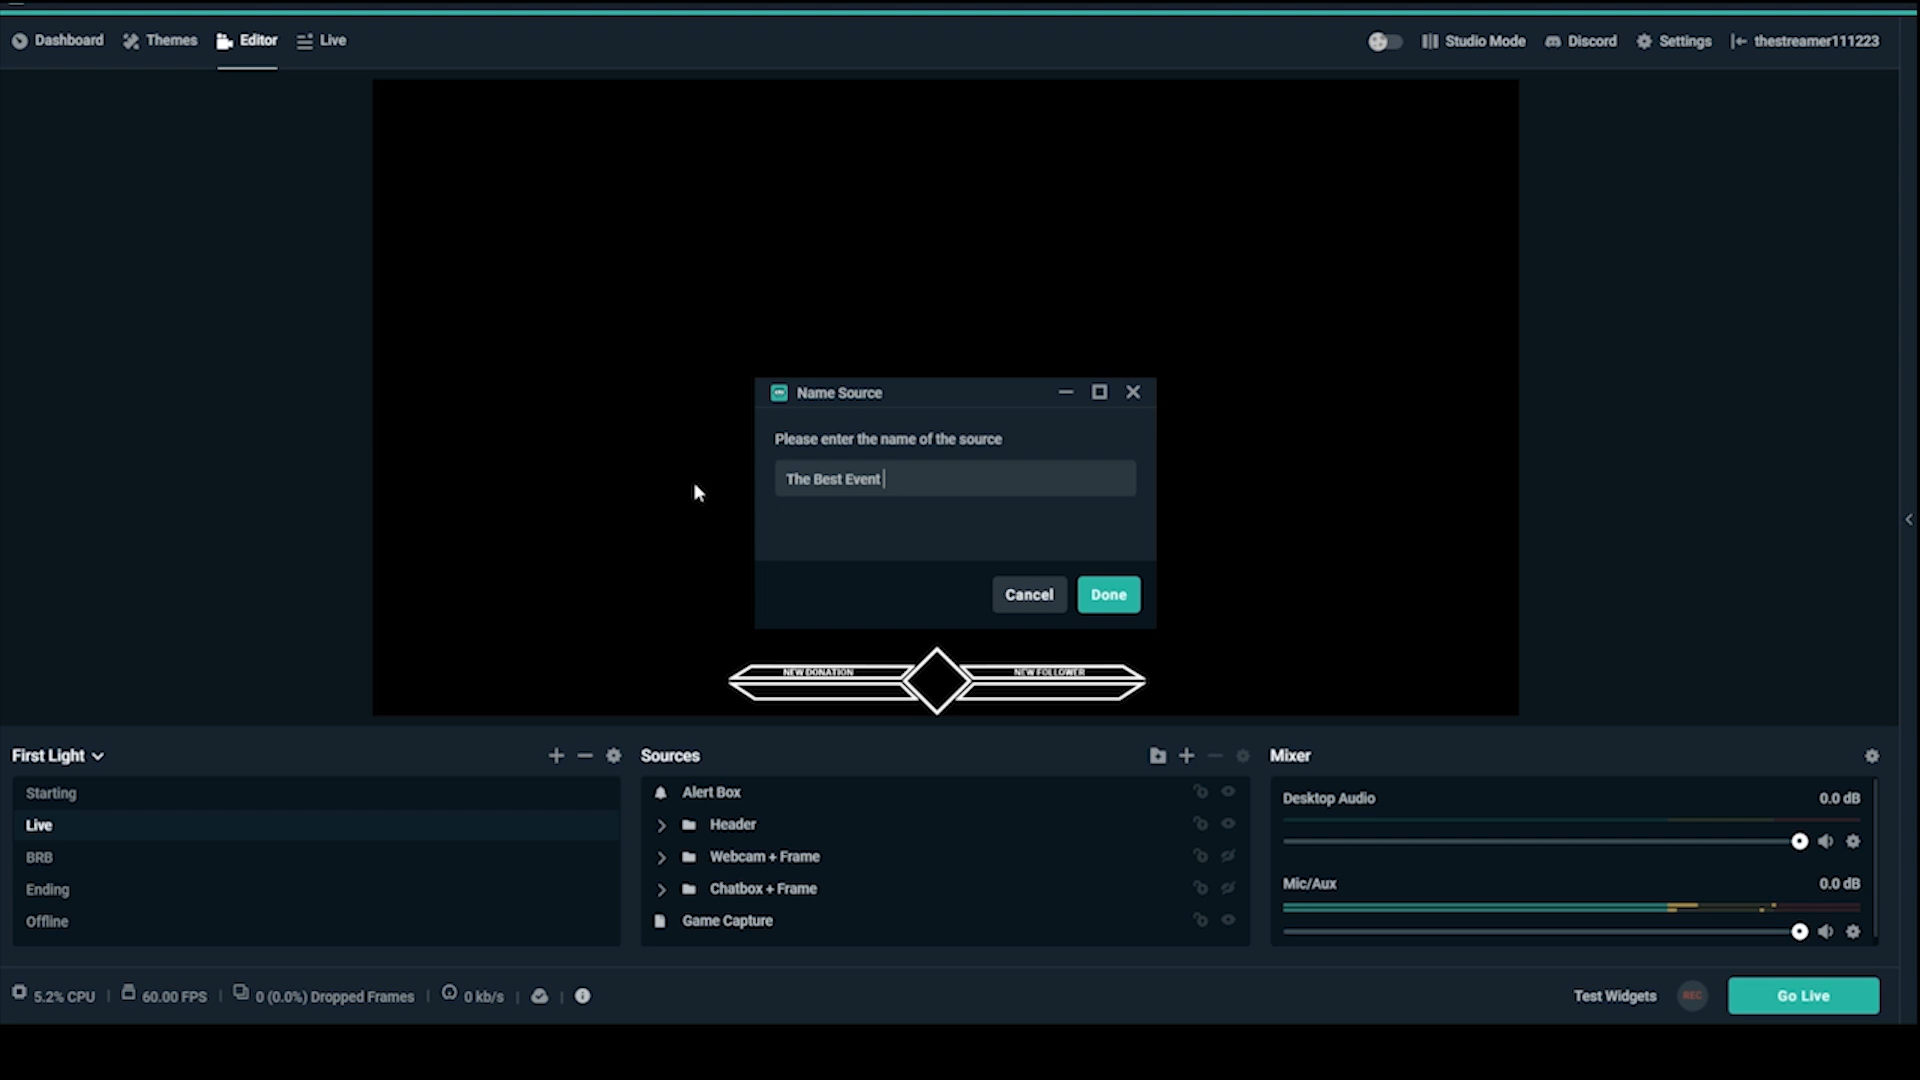 Dashboard Themes Editor Live Studio Mode Discord Settings thestreamer111223
Name Source
Please enter the name of the source
The Best Event
Cancel Done
NEW DONATION NEW FOLLOWER
First Light Sources Mixer
Starting
Live
BRB
Ending
Offline
Alert Box
Header
Webcam + Frame
Chatbox + Frame
Game Capture
Desktop Audio 0.0 dB
Mic/Aux 0.0 dB
5.2% CPU 60.00 FPS 0 (0.0%) Dropped Frames 0 kb/s Test Widgets REC Go Live